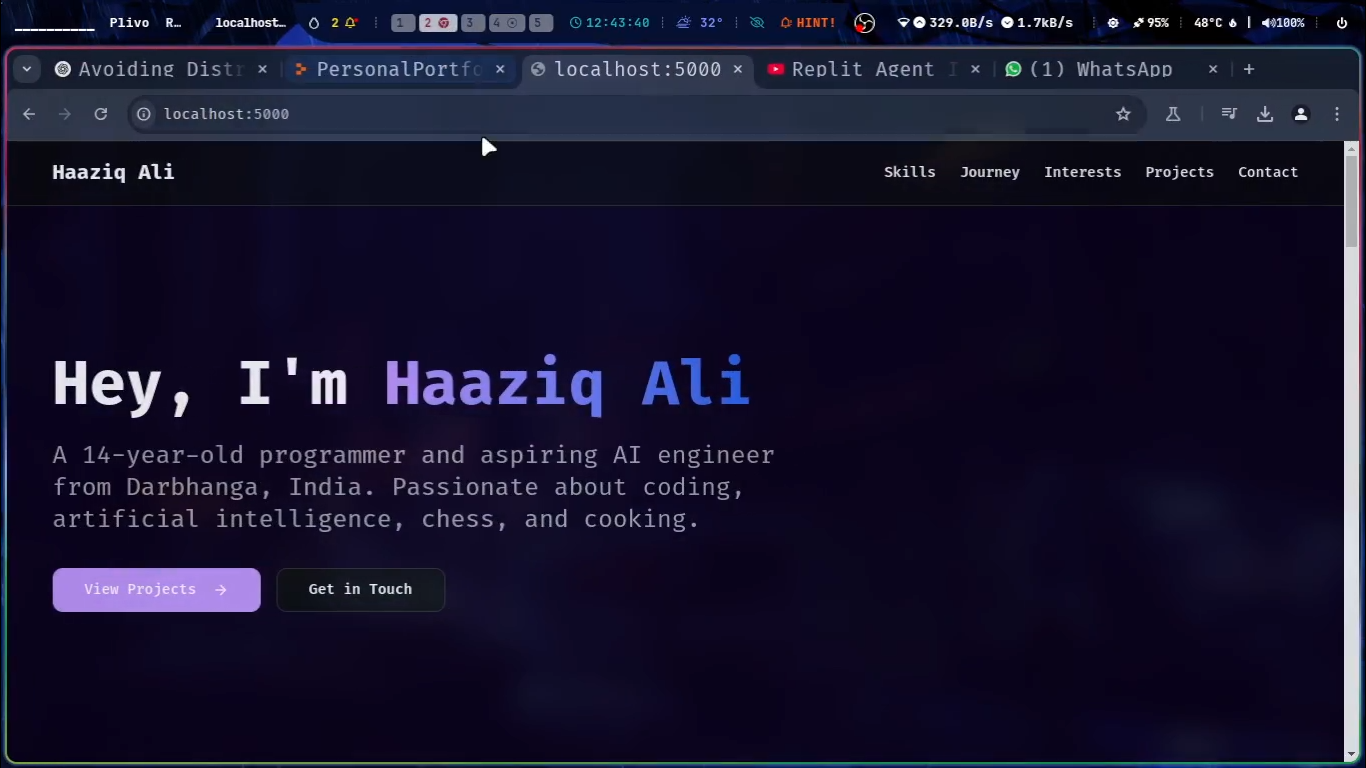 Plivo R… localhost… 2 1 2 3 4 5 12:43:40 32° HINT! 329.0B/s 1.7kB/s 95% 48°C 100%
Avoiding Distr PersonalPortfo localhost:5000 Replit Agent I (1) WhatsApp
localhost:5000
Haaziq Ali Skills Journey Interests Projects Contact
Hey, I'm Haaziq Ali
A 14-year-old programmer and aspiring AI engineer
from Darbhanga, India. Passionate about coding,
artificial intelligence, chess, and cooking.
View Projects → Get in Touch